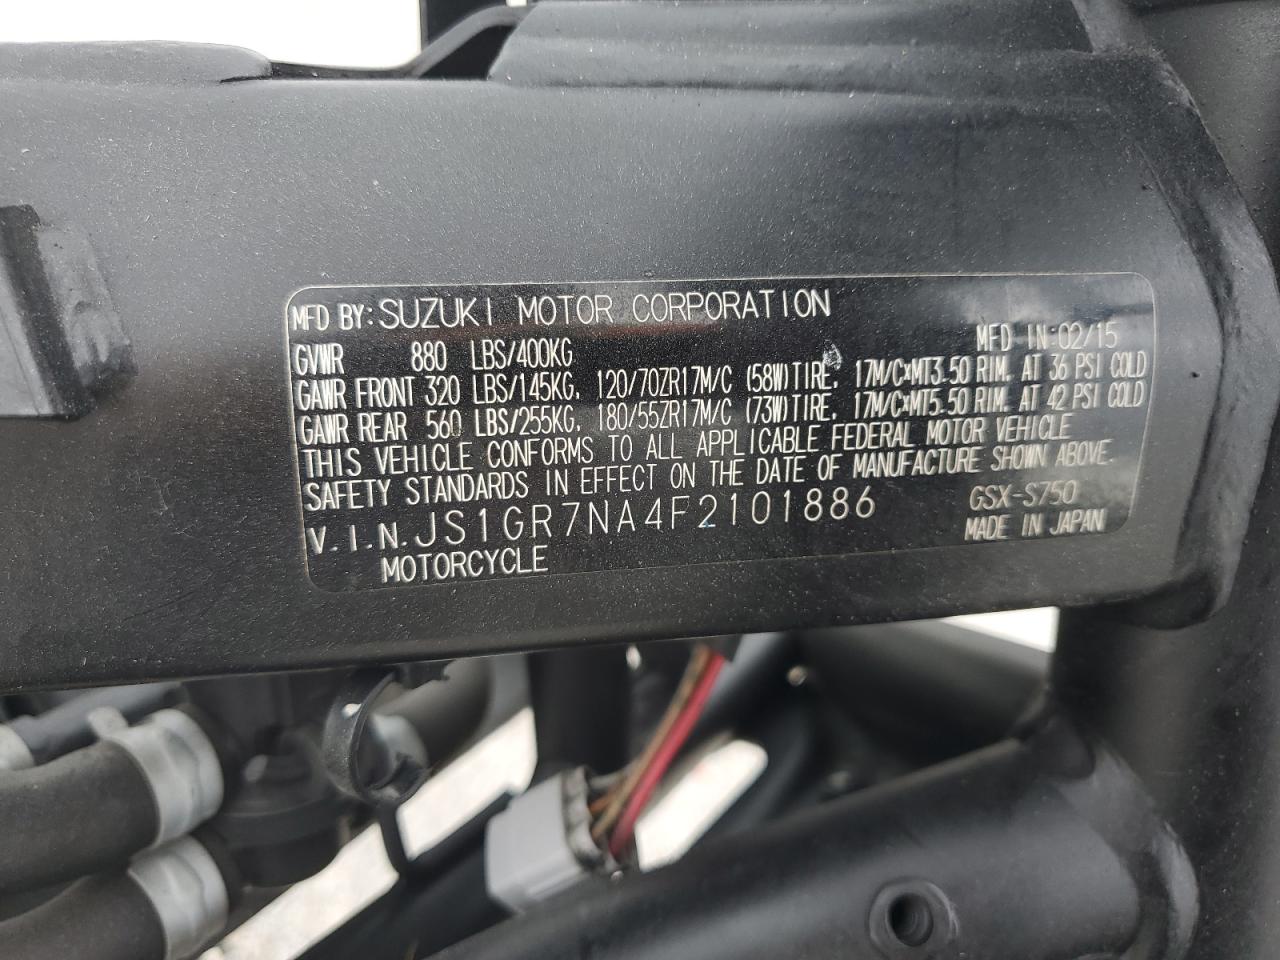 MFD BY: SUZUKI MOTOR CORPORATION
MFD IN: 02/15
GVWR 880 LBS/400KG
GAWR FRONT 320 LBS/145KG, 120/70ZR17M/C (58W)TIRE, 17M/C×MT3.50 RIM, AT 36 PSI COLD
GAWR REAR 560 LBS/255KG, 180/55ZR17M/C (73W)TIRE, 17M/C×MT5.50 RIM, AT 42 PSI COLD
THIS VEHICLE CONFORMS TO ALL APPLICABLE FEDERAL MOTOR VEHICLE
SAFETY STANDARDS IN EFFECT ON THE DATE OF MANUFACTURE SHOWN ABOVE.
V.I.N. JS1GR7NA4F2101886 GSX-S750
MOTORCYCLE MADE IN JAPAN